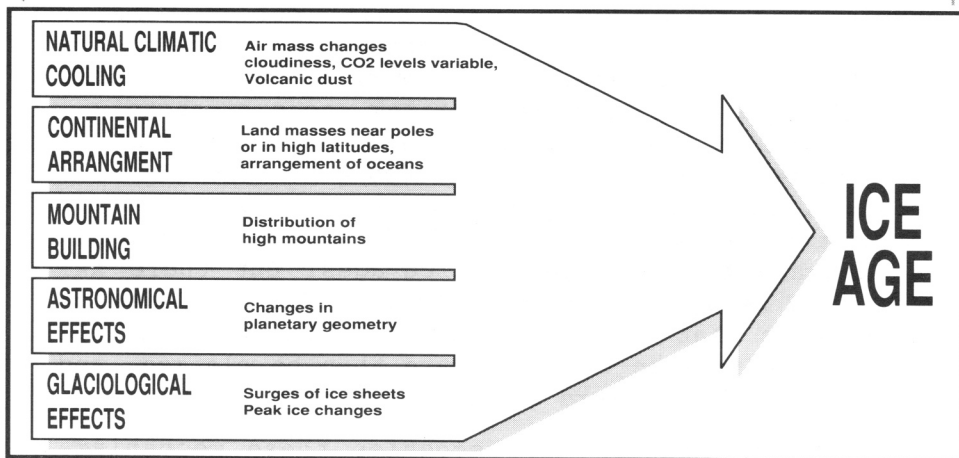 NATURAL CLIMATIC
COOLING
Air mass changes
cloudiness, CO2 levels variable,
Volcanic dust
CONTINENTAL
ARRANGMENT
Land masses near poles
or in high latitudes,
arrangement of oceans
MOUNTAIN
BUILDING
Distribution of
high mountains
ASTRONOMICAL
EFFECTS
Changes in
planetary geometry
GLACIOLOGICAL
EFFECTS
Surges of ice sheets
Peak ice changes
ICE
AGE